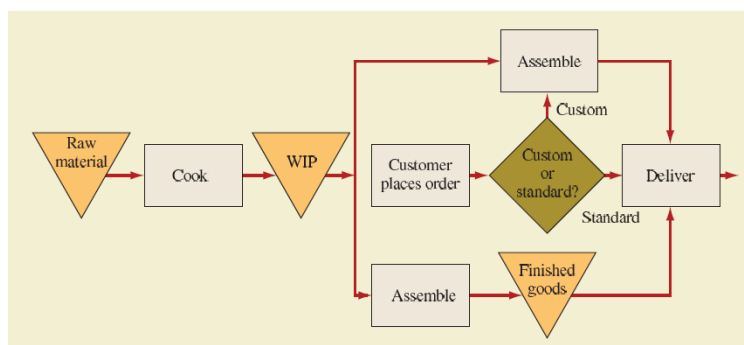 Assemble
Custom
Raw
material
Cook
WIP
Customer
places order
Custom
or
standard?
Deliver
Standard
Assemble
Finished
goods